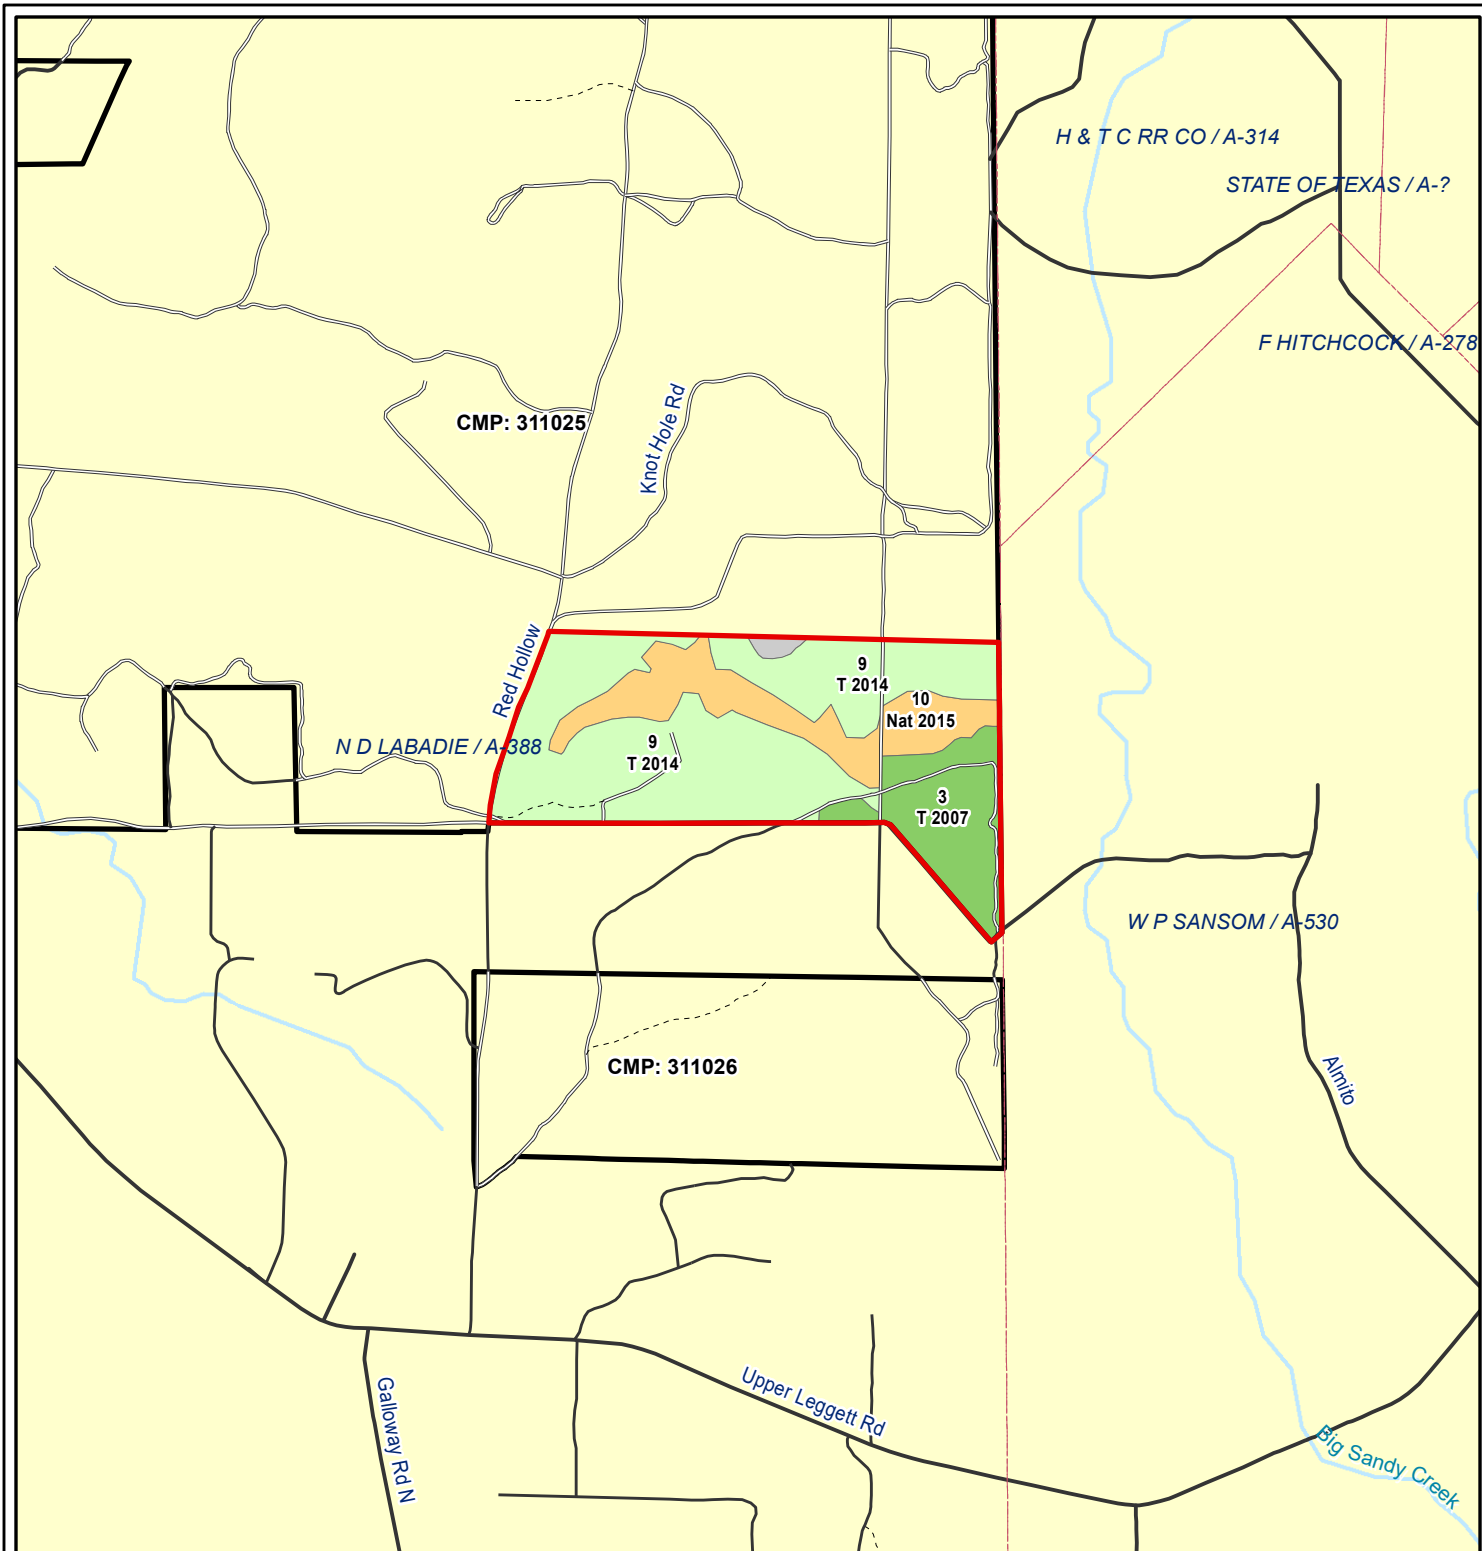 H & T C RR CO / A-314
STATE OF TEXAS / A-?
F HITCHCOCK / A-278
CMP: 311025
Knot Hole Rd
Red Hollow
9
T 2014
10
Nat 2015
N D LABADIE / A-388
9
T 2014
3
T 2007
W P SANSOM / A-530
CMP: 311026
Almito
Upper Leggett Rd
Galloway Rd N
Big Sandy Creek